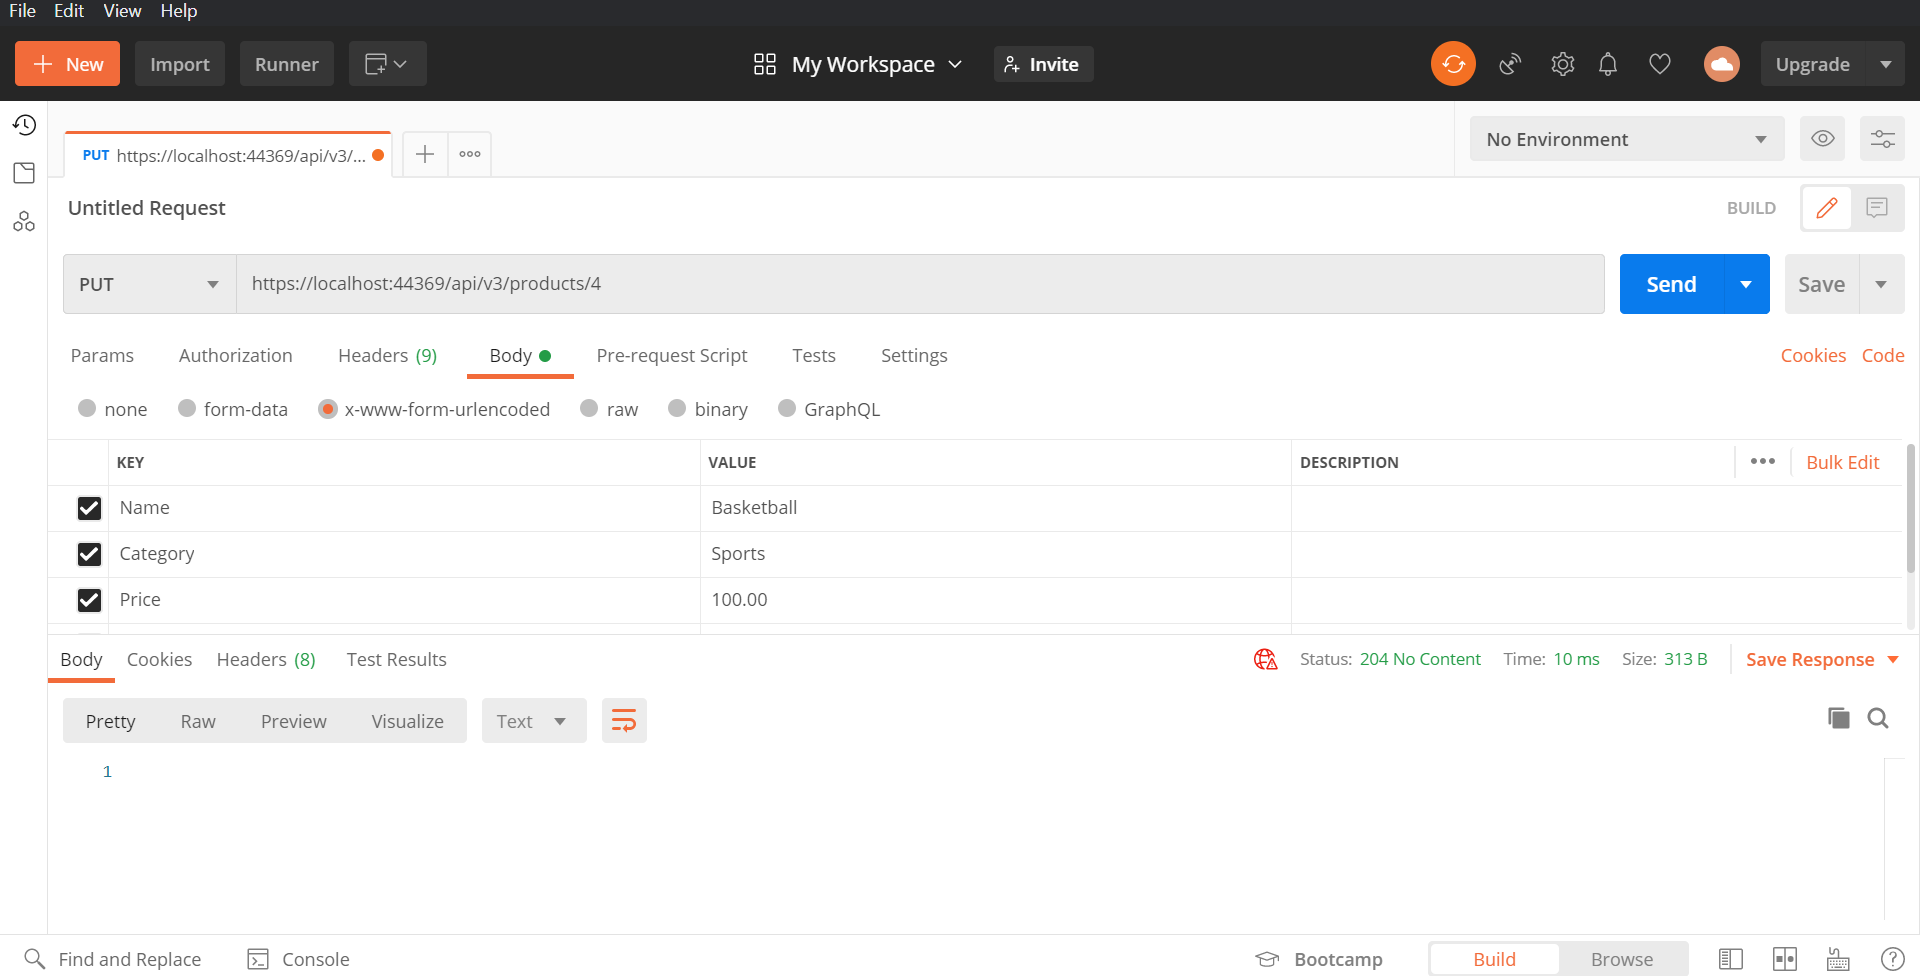 File Edit View Help
New Import Runner My Workspace Invite Upgrade
PUT https://localhost:44369/api/v3/... No Environment
Untitled Request BUILD
PUT https://localhost:44369/api/v3/products/4 Send Save
Params Authorization Headers (9) Body Pre-request Script Tests Settings Cookies Code
none form-data x-www-form-urlencoded raw binary GraphQL
KEY VALUE DESCRIPTION Bulk Edit
Name Basketball
Category Sports
Price 100.00
Body Cookies Headers (8) Test Results Status: 204 No Content Time: 10 ms Size: 313 B Save Response
Pretty Raw Preview Visualize Text
1
Find and Replace Console Bootcamp Build Browse